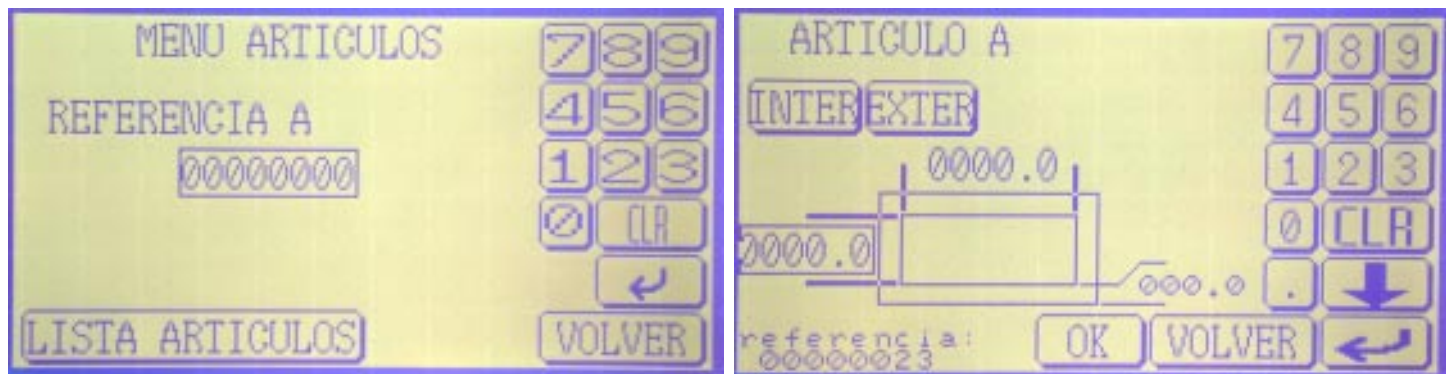 MENU ARTICULOS
7 8 9
REFERENCIA A
4 5 6
00000000
1 2 3
0 CLR
LISTA ARTICULOS
VOLVER
ARTICULO A
7 8 9
INTER EXTER
4 5 6
0000.0
1 2 3
0 CLR
0000.0
000.0
.
referencia:
00000023
OK VOLVER